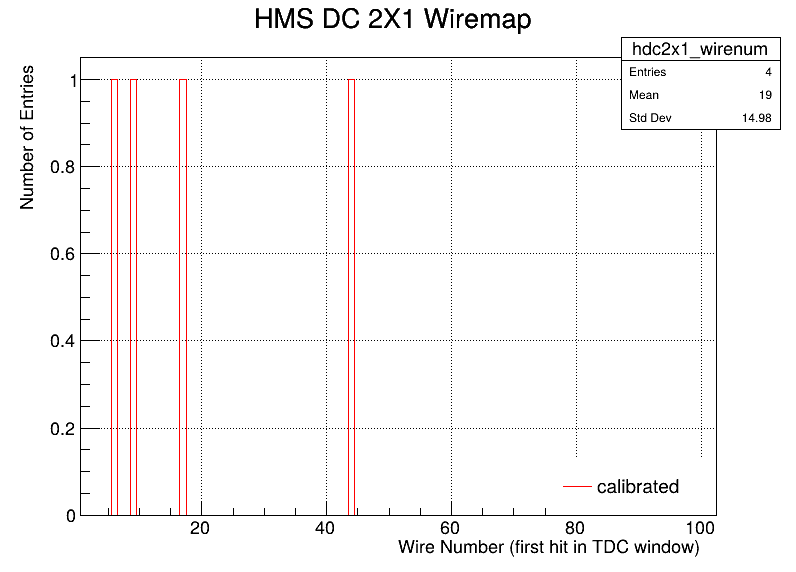 HMS DC 2X1 Wiremap
hdc2x1_wirenum
Entries 4
Mean 19
Std Dev 14.98
Number of Entries
1
0.8
0.6
0.4
0.2
0
calibrated
20 40 60 80 100
Wire Number (first hit in TDC window)